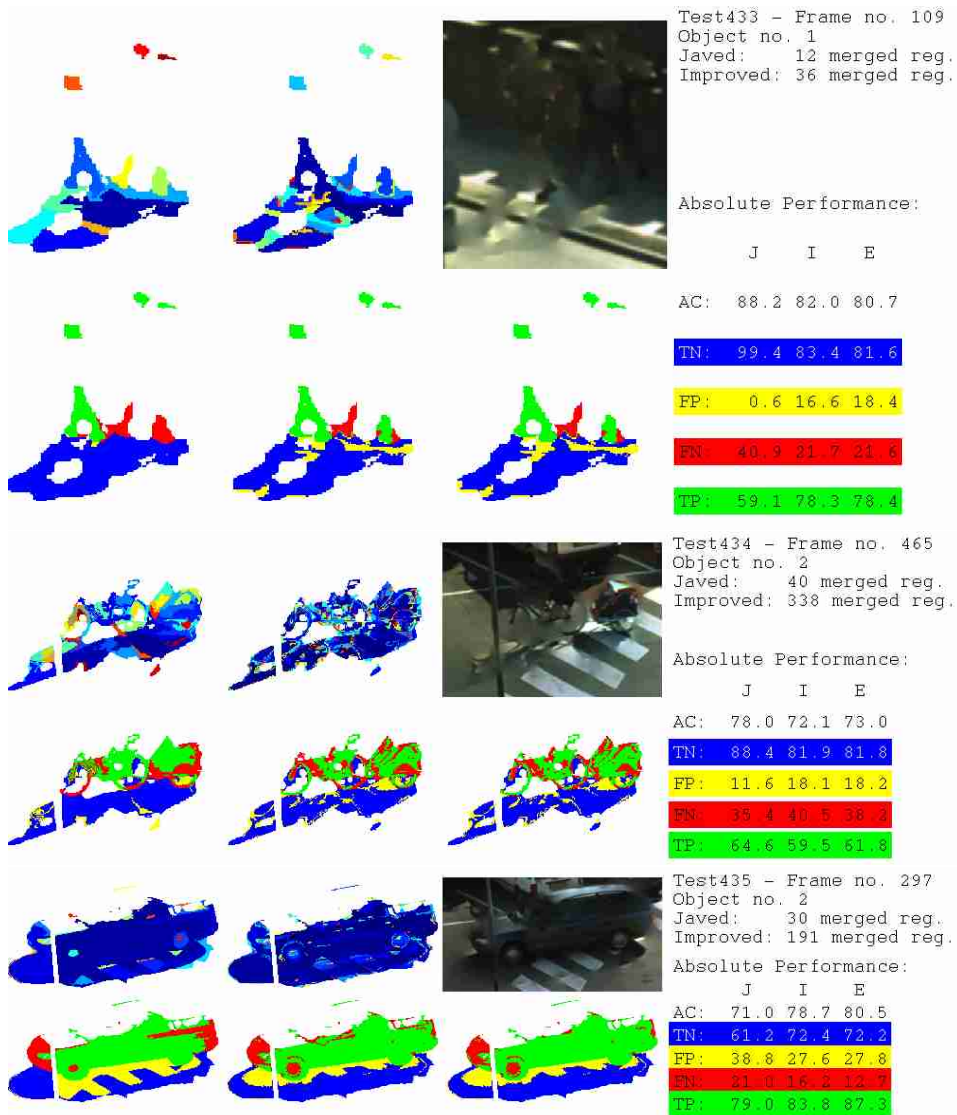 Test433 - Frame no. 109
Object no. 1
Javed: 12 merged reg.
Improved: 36 merged reg.
Absolute Performance:
J I E
AC: 88.2 82.0 80.7
TN: 99.4 83.4 81.6
FP: 0.6 16.6 18.4
FN: 40.9 21.7 21.6
TP: 59.1 78.3 78.4
Test434 - Frame no. 465
Object no. 2
Javed: 40 merged reg.
Improved: 338 merged reg.
Absolute Performance:
J I E
AC: 78.0 72.1 73.0
TN: 88.4 81.9 81.8
FP: 11.6 18.1 18.2
FN: 35.4 40.5 38.2
TP: 64.6 59.5 61.8
Test435 - Frame no. 297
Object no. 2
Javed: 30 merged reg.
Improved: 191 merged reg.
Absolute Performance:
J I E
AC: 71.0 78.7 80.5
TN: 61.2 72.4 72.2
FP: 38.8 27.6 27.8
FN: 21.0 16.2 12.7
TP: 79.0 83.8 87.3